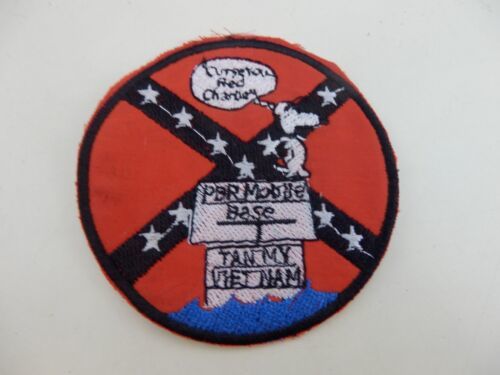 "Curse You
Red
Charlie"
PBR Mobile
Base
I
TAN MY
VIET NAM